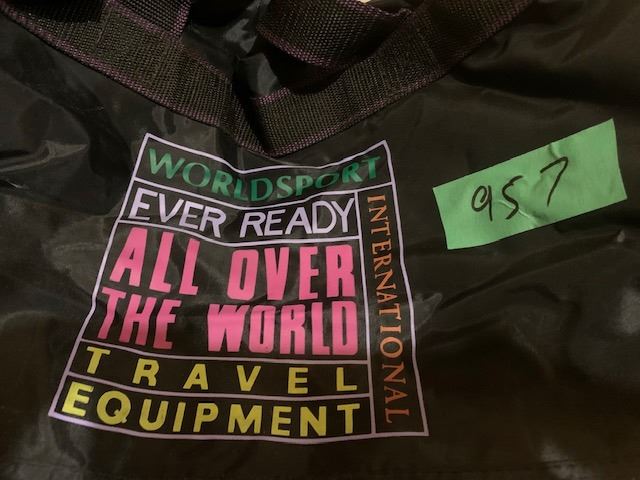 WORLDSPORT
EVER READY
ALL OVER
THE WORLD
TRAVEL
EQUIPMENT
INTERNATIONAL
957